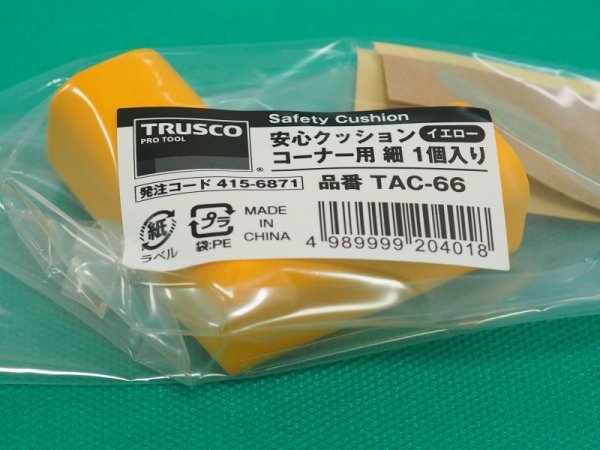 Safety Cushion
TRUSCO
PRO TOOL
®
安心クッション イエロー
コーナー用 細 1個入り
発注コード 415-6871
品番 TAC-66
紙
ラベル
プラ
袋:PE
MADE
IN
CHINA
4 989999 204018